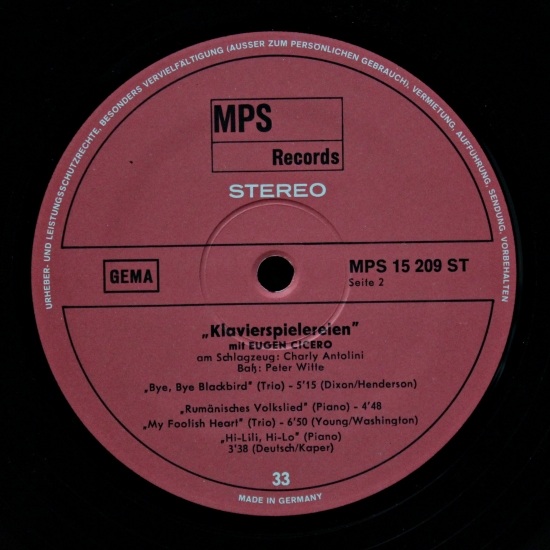 URHEBER- UND LEISTUNGSSCHUTZRECHTE, BESONDERS VERVIELFÄLTIGUNG (AUSSER ZUM PERSÖNLICHEN GEBRAUCH), VERMIETUNG, AUFFÜHRUNG, SENDUNG, VORBEHALTEN
MPS
Records
STEREO
GEMA
MPS 15 209 ST
Seite 2
„Klavierspielereien”
mit EUGEN CICERO
am Schlagzeug: Charly Antolini
Baß: Peter Witte
„Bye, Bye Blackbird” (Trio) - 5'15 (Dixon/Henderson)
„Rumänisches Volkslied” (Piano) - 4'48
„My Foolish Heart” (Trio) - 6'50 (Young/Washington)
„Hi-Lili, Hi-Lo” (Piano)
3'38 (Deutsch/Kaper)
33
MADE IN GERMANY